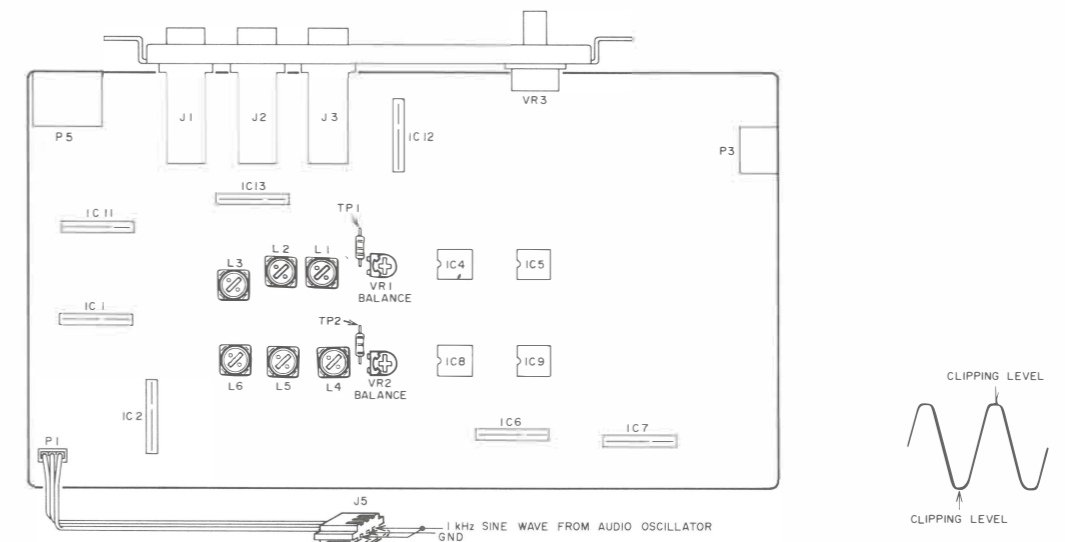 VR3
J1
J2
J3
P5
IC12
P3
IC13
IC11
TP1
L3
L2
L1
VR1
BALANCE
IC4
IC5
IC1
TP2
L6
L5
L4
VR2
BALANCE
IC8
IC9
CLIPPING LEVEL
IC2
IC6
IC7
P1
J5
1 kHz SINE WAVE FROM AUDIO OSCILLATOR
GND
CLIPPING LEVEL